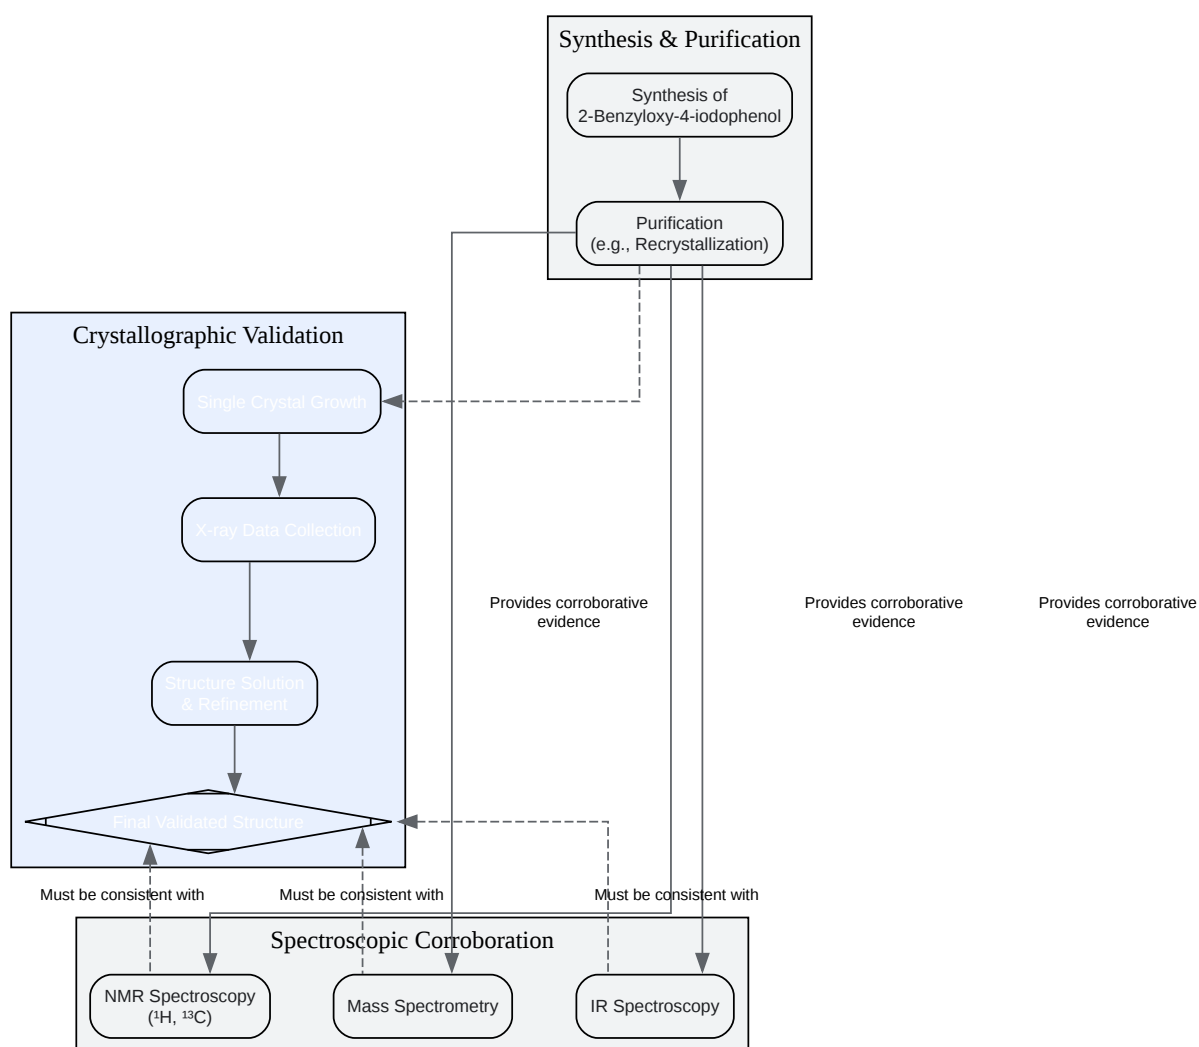 Synthesis & Purification
Synthesis of
2-Benzyloxy-4-iodophenol
Purification
(e.g., Recrystallization)
Crystallographic Validation
Single Crystal Growth
X-ray Data Collection
Provides corroborative
evidence
Provides corroborative
evidence
Provides corroborative
evidence
Structure Solution
& Refinement
Final Validated Structure
Must be consistent with
Must be consistent with
Must be consistent with
Spectroscopic Corroboration
NMR Spectroscopy
(¹H, ¹³C)
Mass Spectrometry
IR Spectroscopy